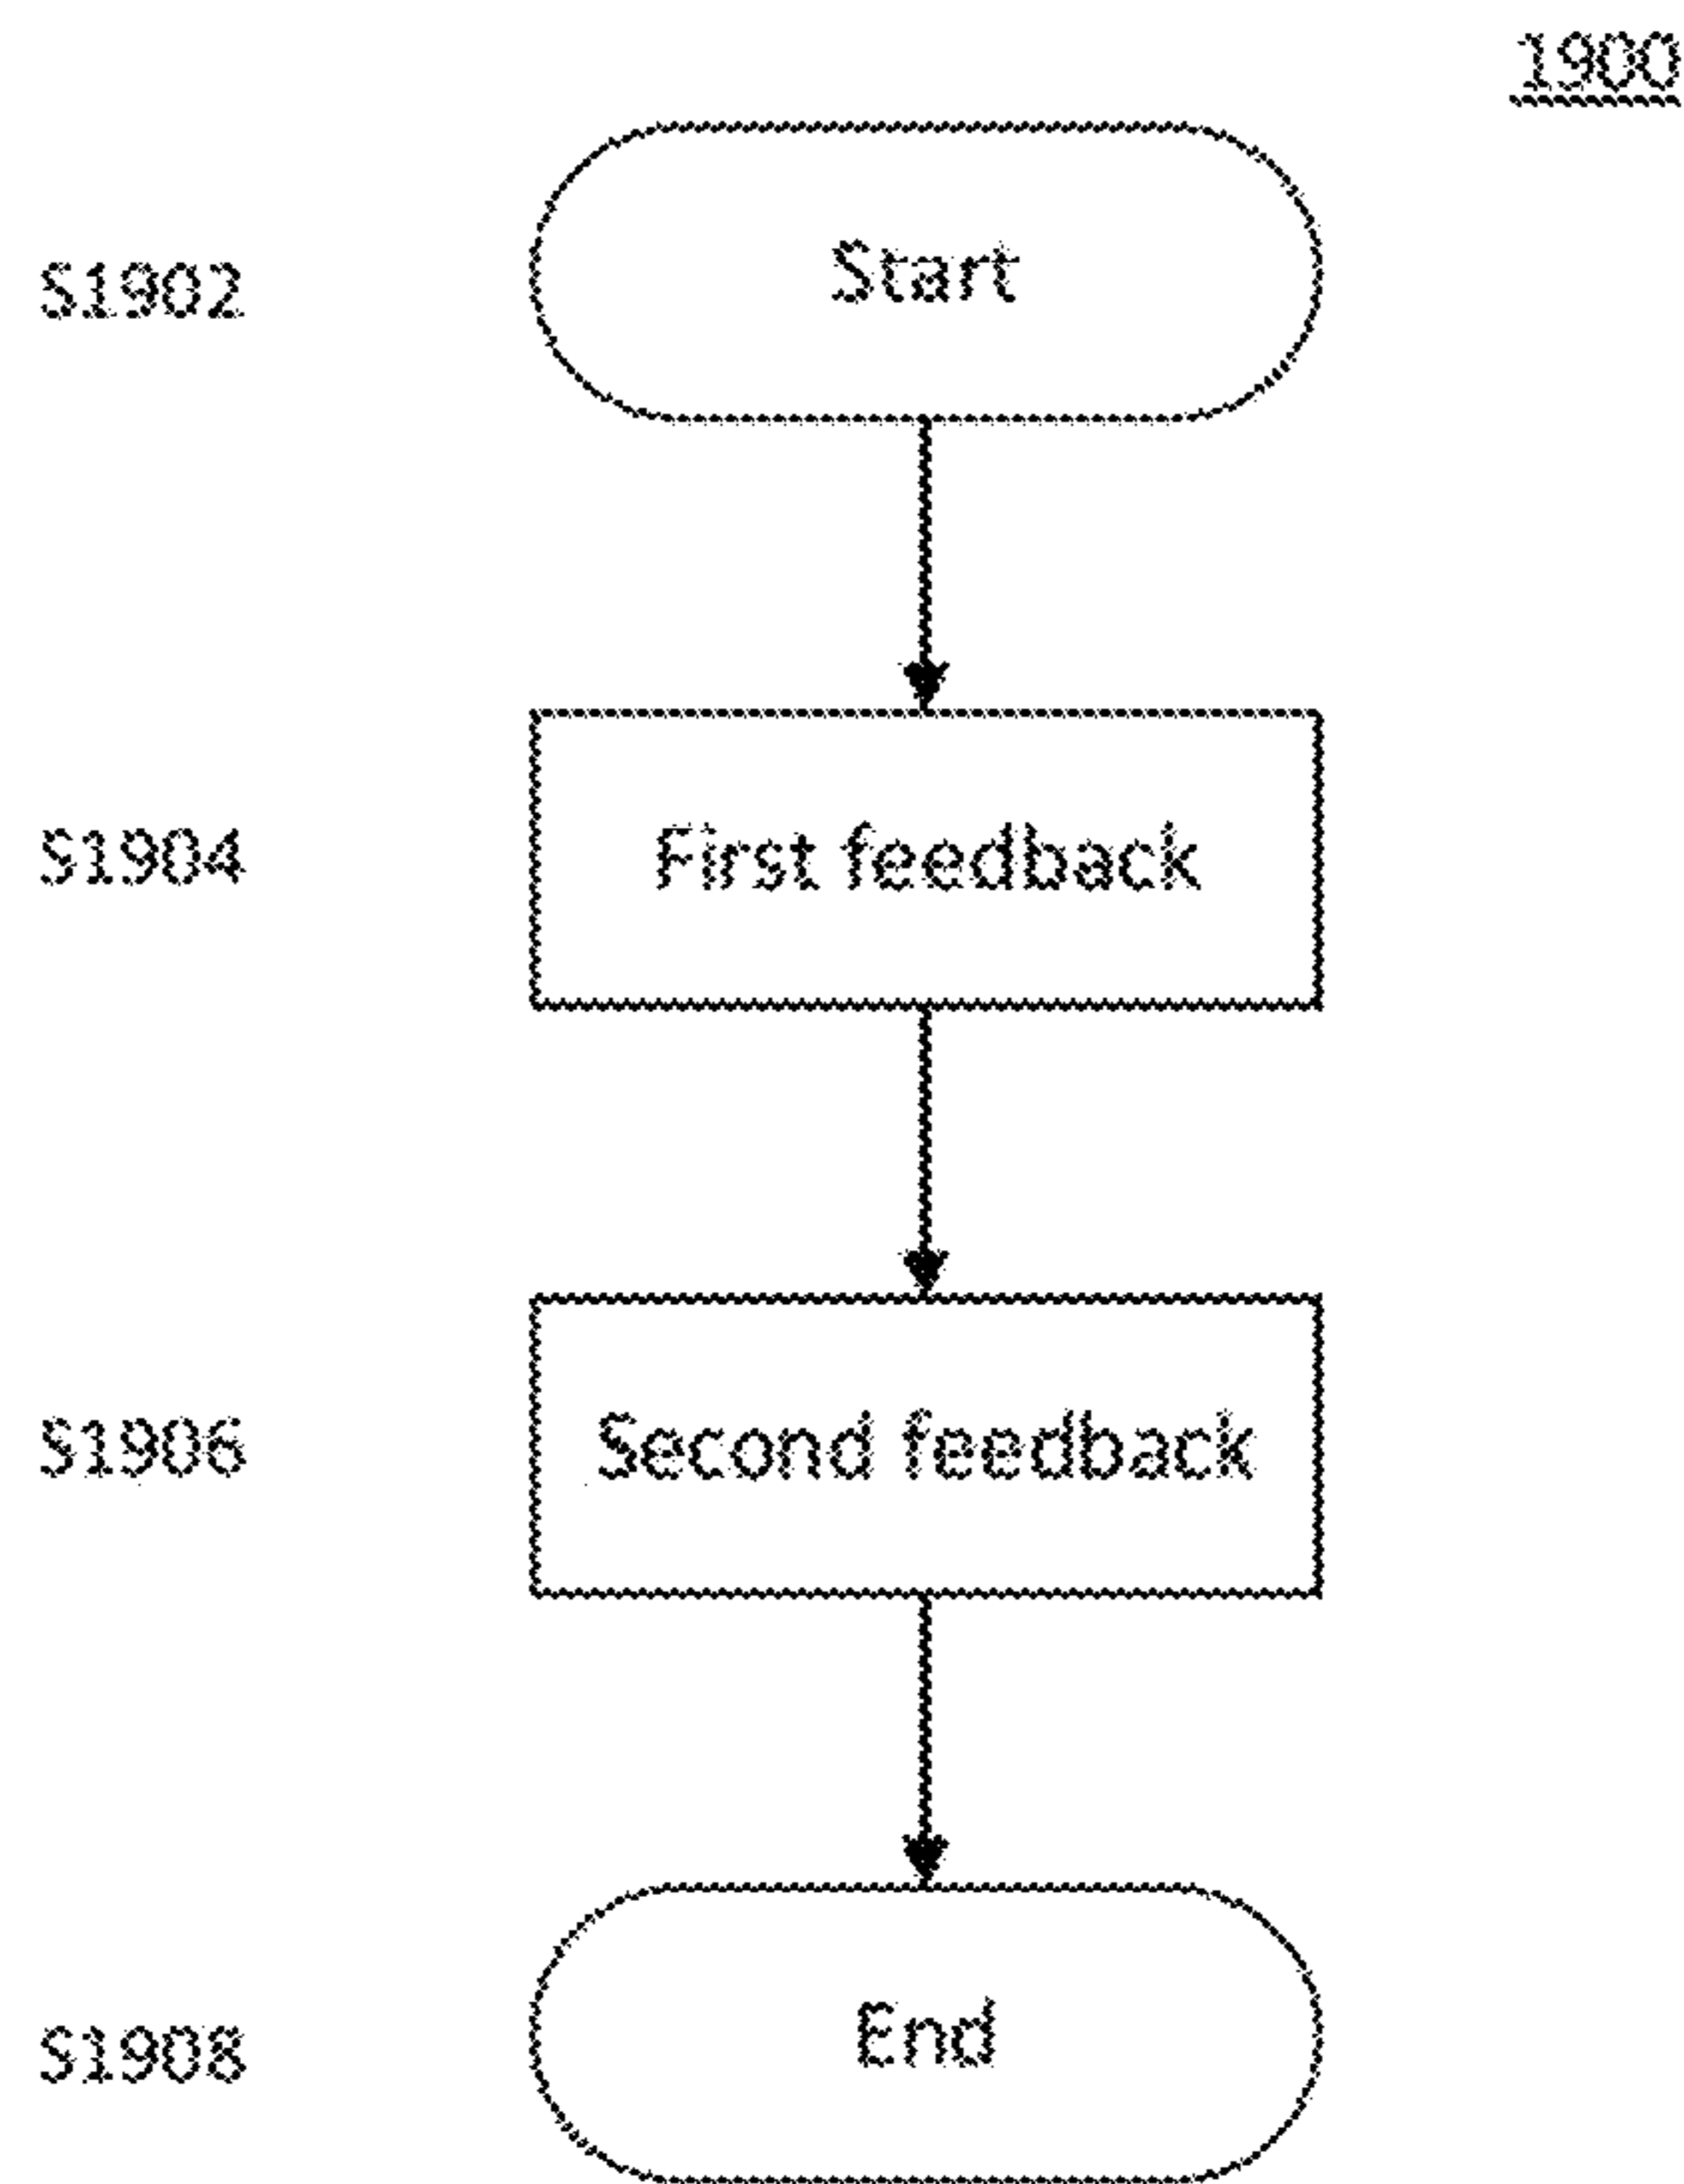 1900
S1902
Start
S1904
First feedback
S1906
Second feedback
S1908
End